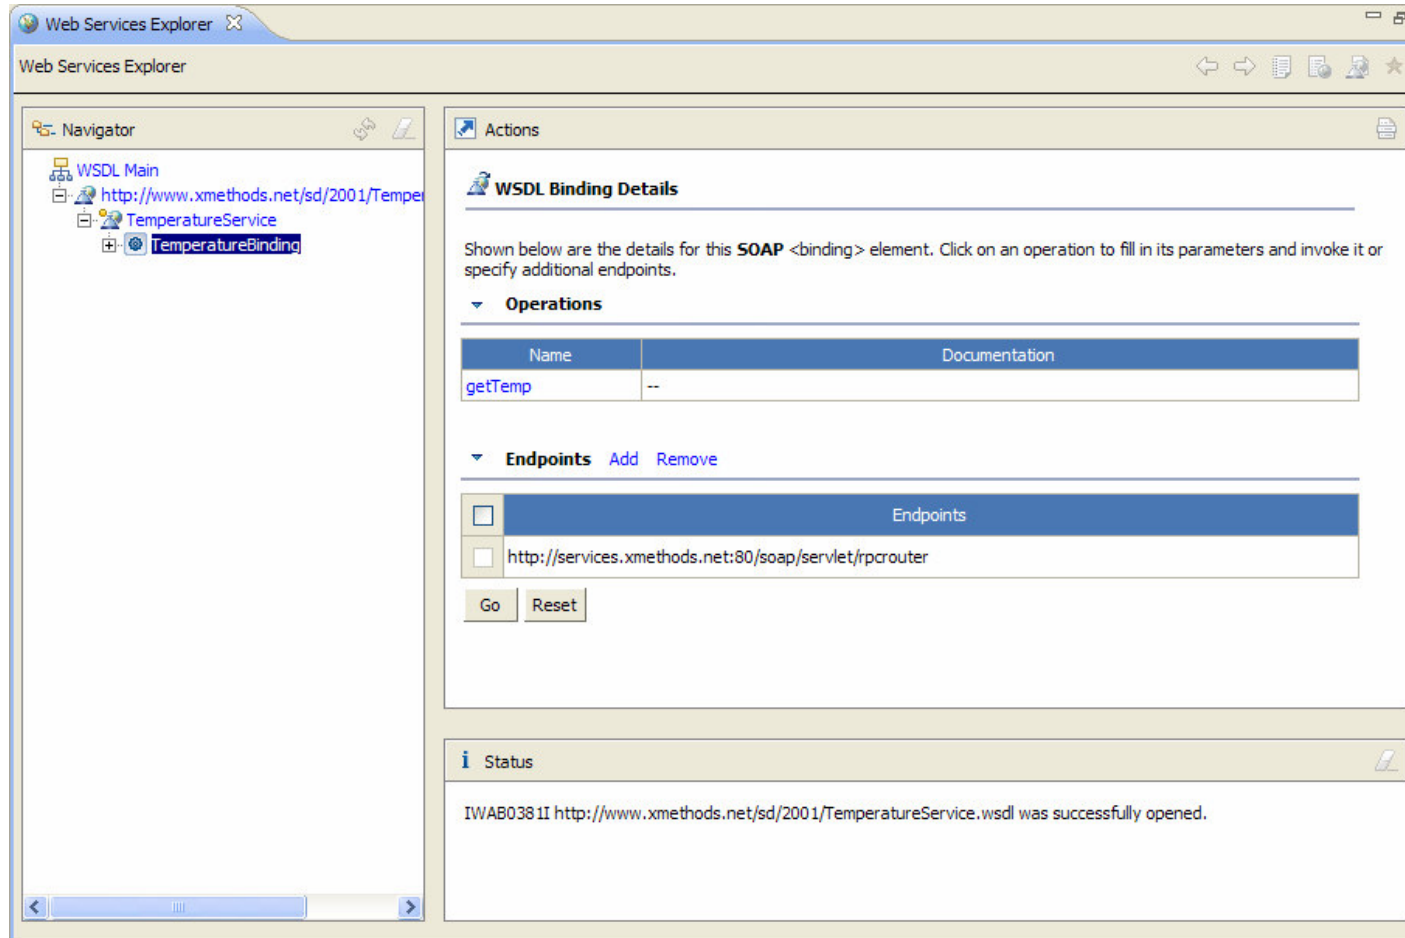 Web Services Explorer
Web Services Explorer
Navigator
WSDL Main
http://www.xmethods.net/sd/2001/Temper
TemperatureService
TemperatureBinding
Actions
WSDL Binding Details
Shown below are the details for this SOAP <binding> element. Click on an operation to fill in its parameters and invoke it or
specify additional endpoints.
Operations
Name Documentation
getTemp --
Endpoints Add Remove
Endpoints
http://services.xmethods.net:80/soap/servlet/rpcrouter
Go Reset
i Status
IWAB0381I http://www.xmethods.net/sd/2001/TemperatureService.wsdl was successfully opened.